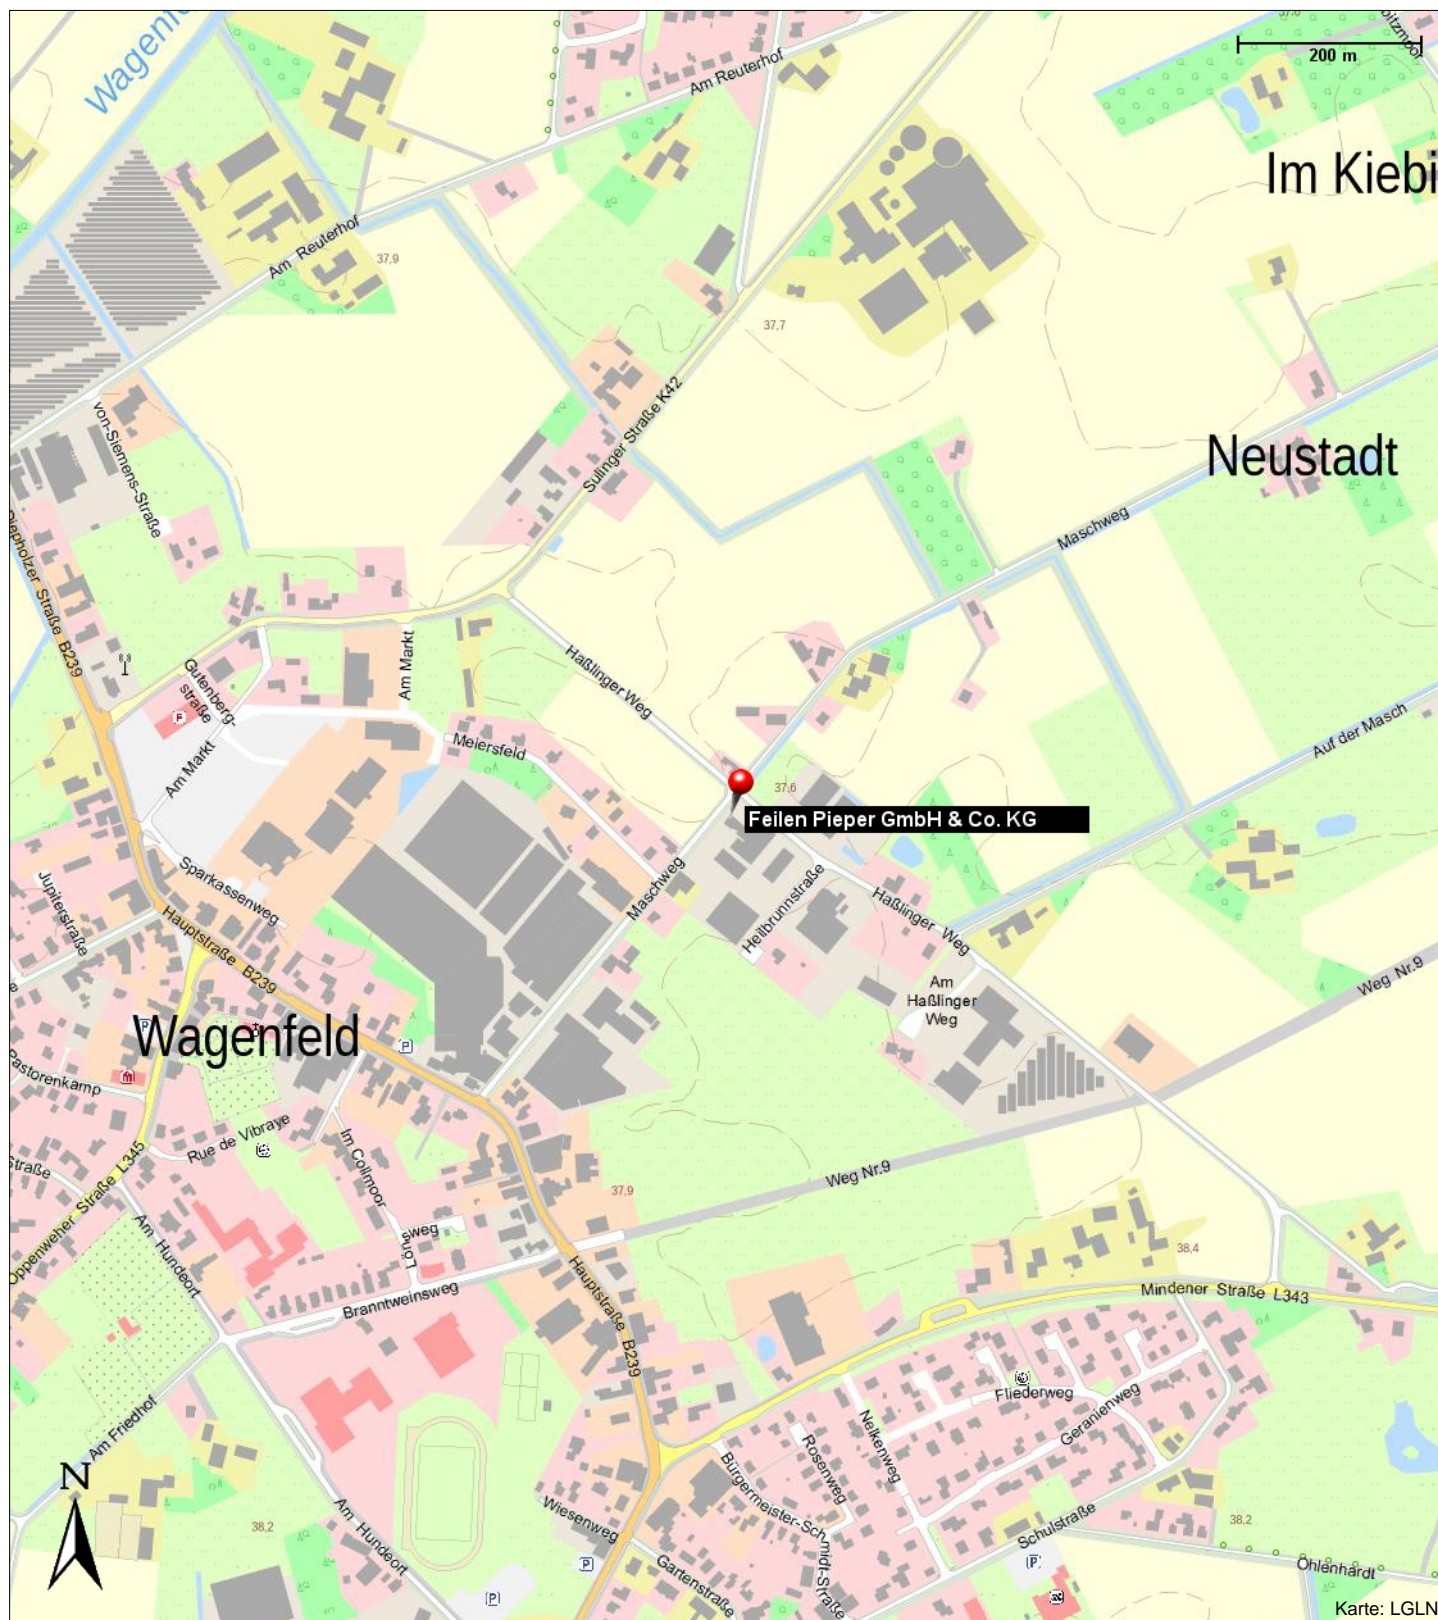 Am Reuterhof
200 m
Im Kiebi
Am Reuterhof
37,9
37,7
von-Siemens-Straße
Sulinger Straße K42
Neustadt
Maschweg
Diepholzer Straße B239
Am Markt
Haßlinger Weg
Gutenberg-
straße
Am Markt
Meiersfeld
Auf der Masch
37,6
Feilen Pieper GmbH & Co. KG
Sparkassenweg
Jupiterstraße
Maschweg
Heilbrunnstraße
Haßlinger Weg
Hauptstraße B239
Weg Nr.9
Am
Haßlinger
Weg
Wagenfeld
P
P
Pastorenkamp
Rue de Vibraye
Im Collmoor
Straße
Weg Nr.9
37,9
Oppenweher Straße L345
Am Hundeort
Lönsweg
38,4
Branntweinsweg
Hauptstraße B239
Mindener Straße L343
Fliederweg
Geranienweg
Nelkenweg
Rosenweg
Am Friedhof
N
Bürgermeister-Schmidt-Straße
Am Hundeort
Wiesenweg
Schulstraße
38,2
38,2
P
P
P
Gartenstraße
Ohlenhardt
Karte: LGLN